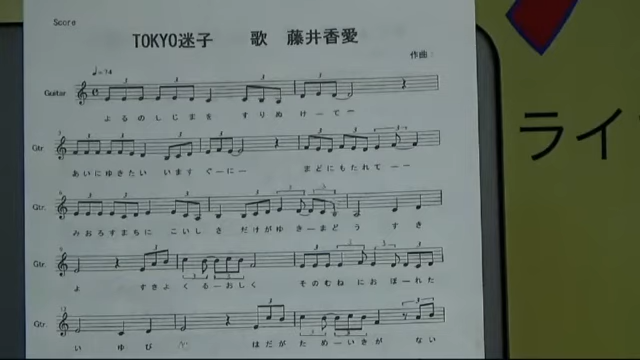 Score
TOKYO迷子　歌　藤井香愛
作曲：
♩=74
Guitar
よるのしじまを すりぬ けーてー
Gtr.
あいにゆきたい いますぐーにー まどにもたれてーー
Gtr.
みおろすまちに こいしさ だけがゆきーまどう すき
Gtr.
よ すきよくるーおしく そのむねにおぼれた
Gtr.
い ゆび はだが ためーいきが ない
ライ